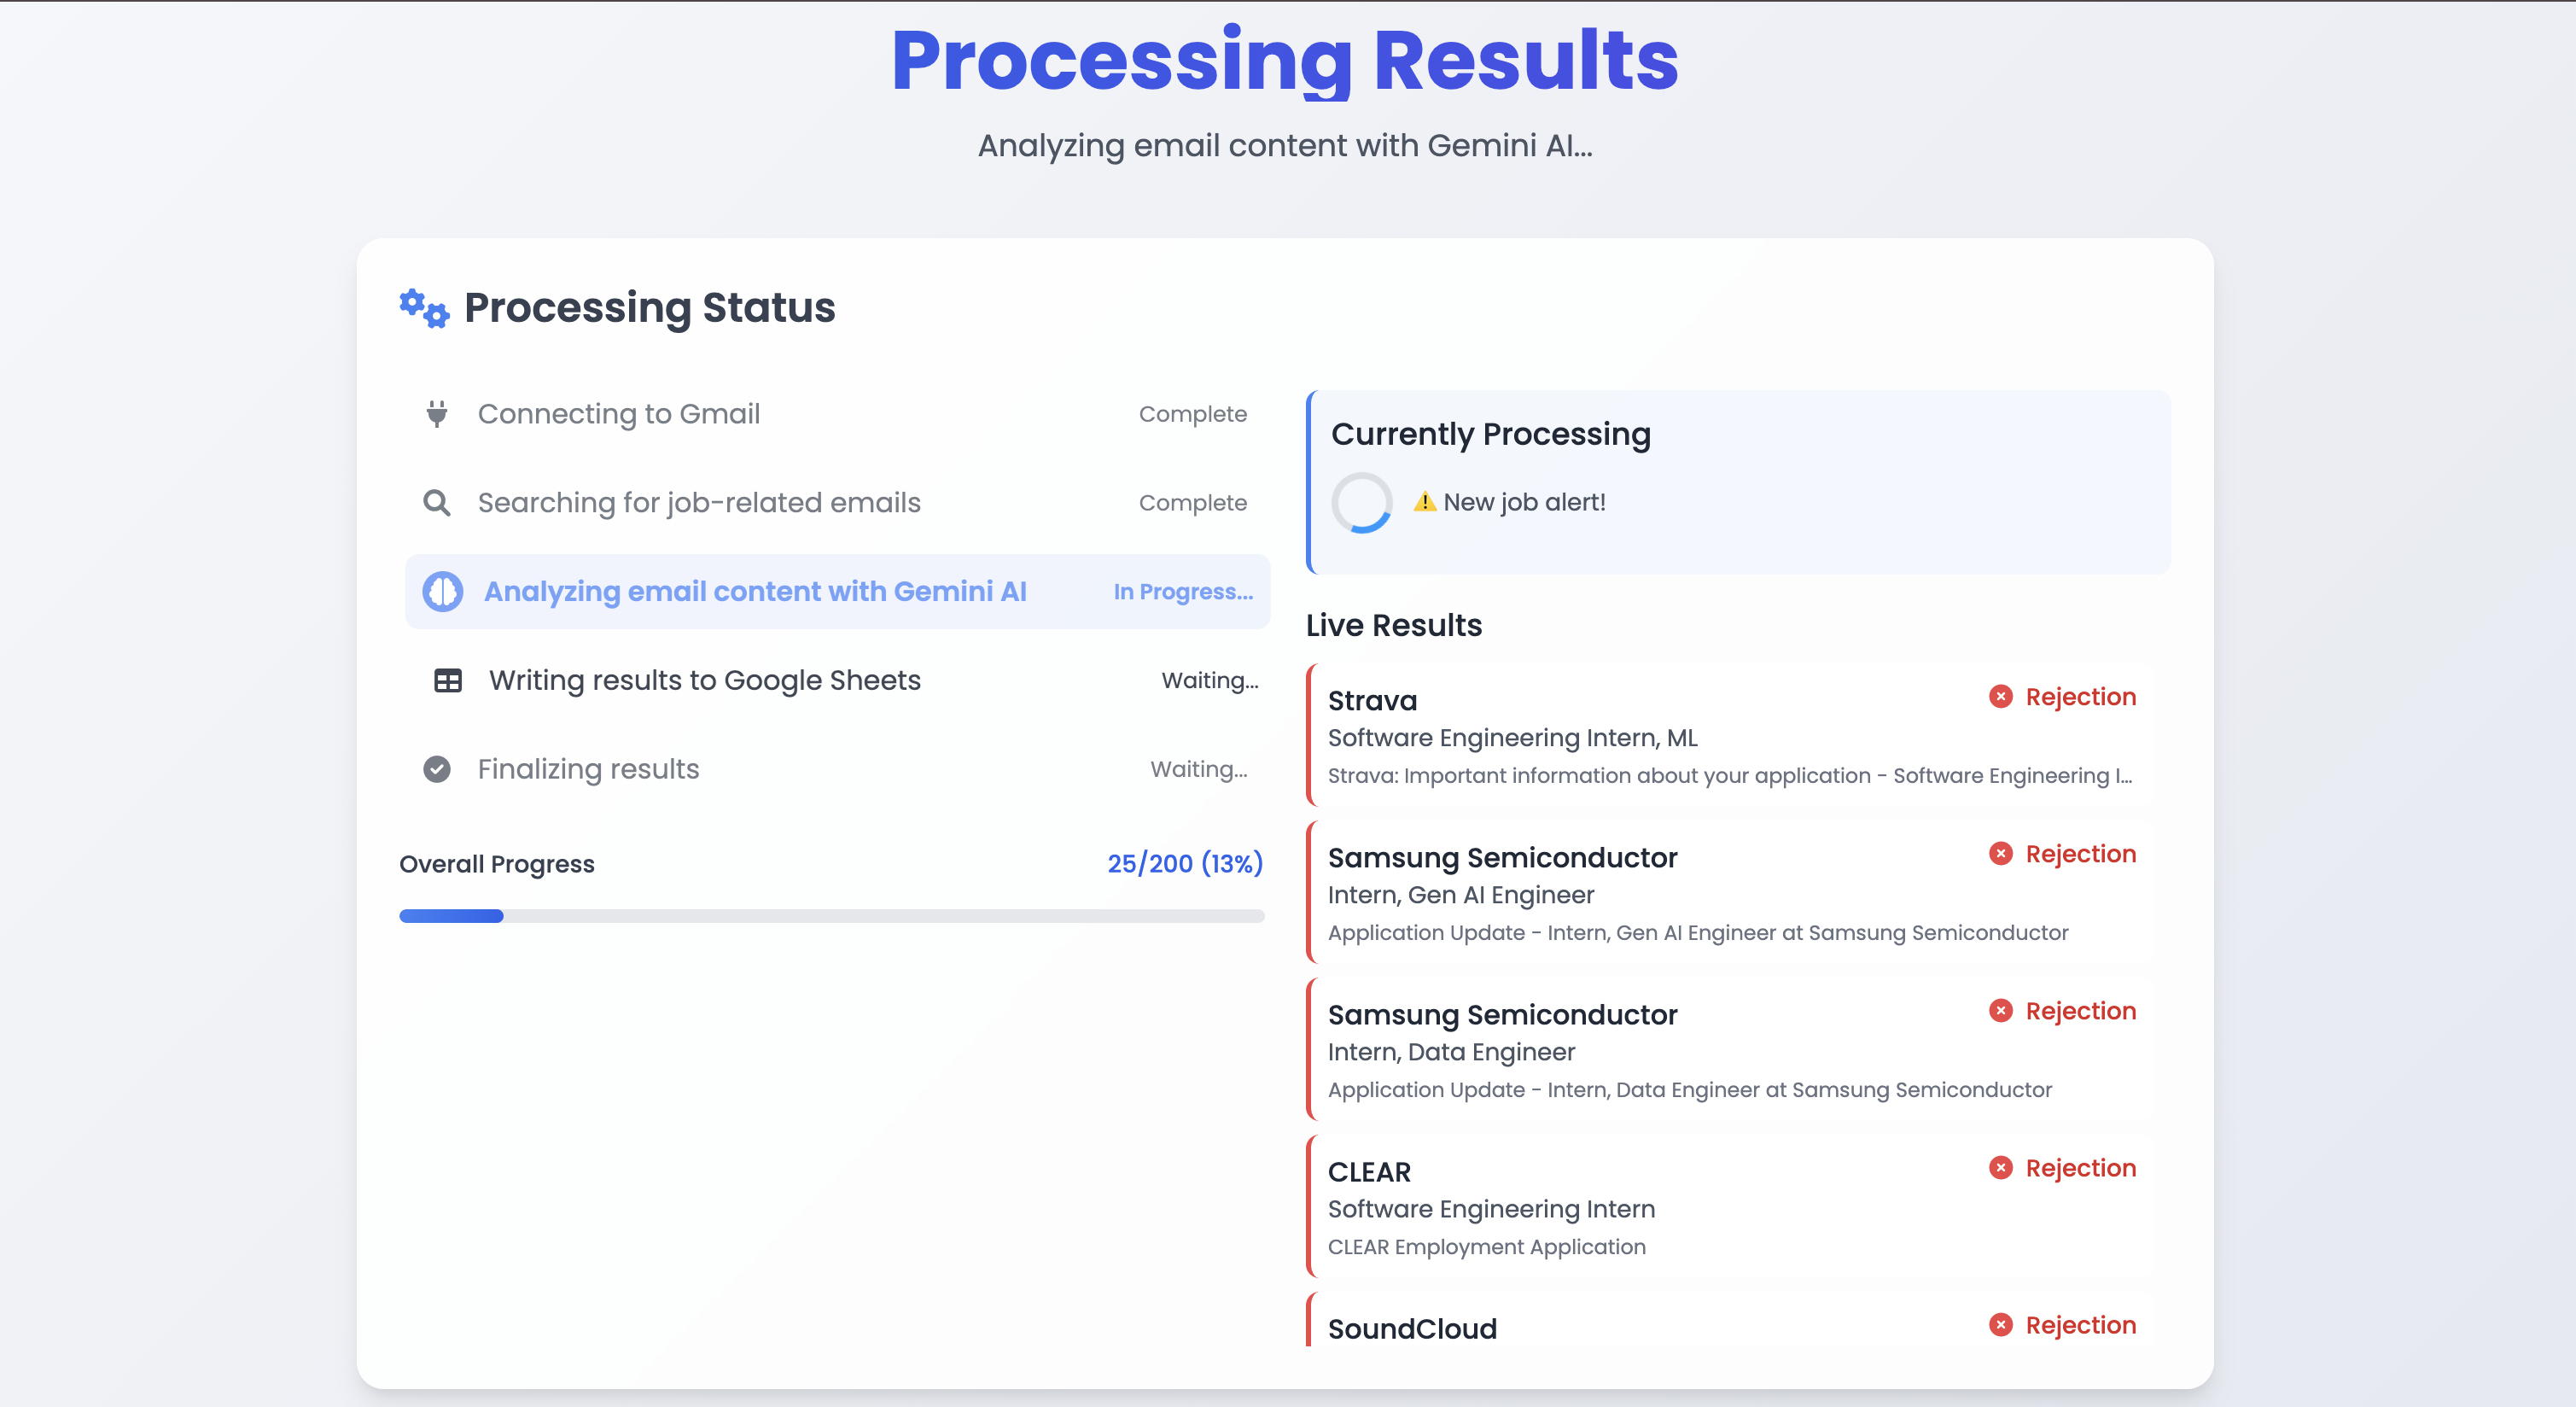 Processing Results
Analyzing email content with Gemini AI...
Processing Status
Connecting to Gmail Complete
Searching for job-related emails Complete
Analyzing email content with Gemini AI In Progress...
Writing results to Google Sheets Waiting...
Finalizing results Waiting...
Overall Progress 25/200 (13%)
Currently Processing
⚠️ New job alert!
Live Results
Strava Rejection
Software Engineering Intern, ML
Strava: Important information about your application - Software Engineering I...
Samsung Semiconductor Rejection
Intern, Gen AI Engineer
Application Update - Intern, Gen AI Engineer at Samsung Semiconductor
Samsung Semiconductor Rejection
Intern, Data Engineer
Application Update - Intern, Data Engineer at Samsung Semiconductor
CLEAR Rejection
Software Engineering Intern
CLEAR Employment Application
SoundCloud Rejection